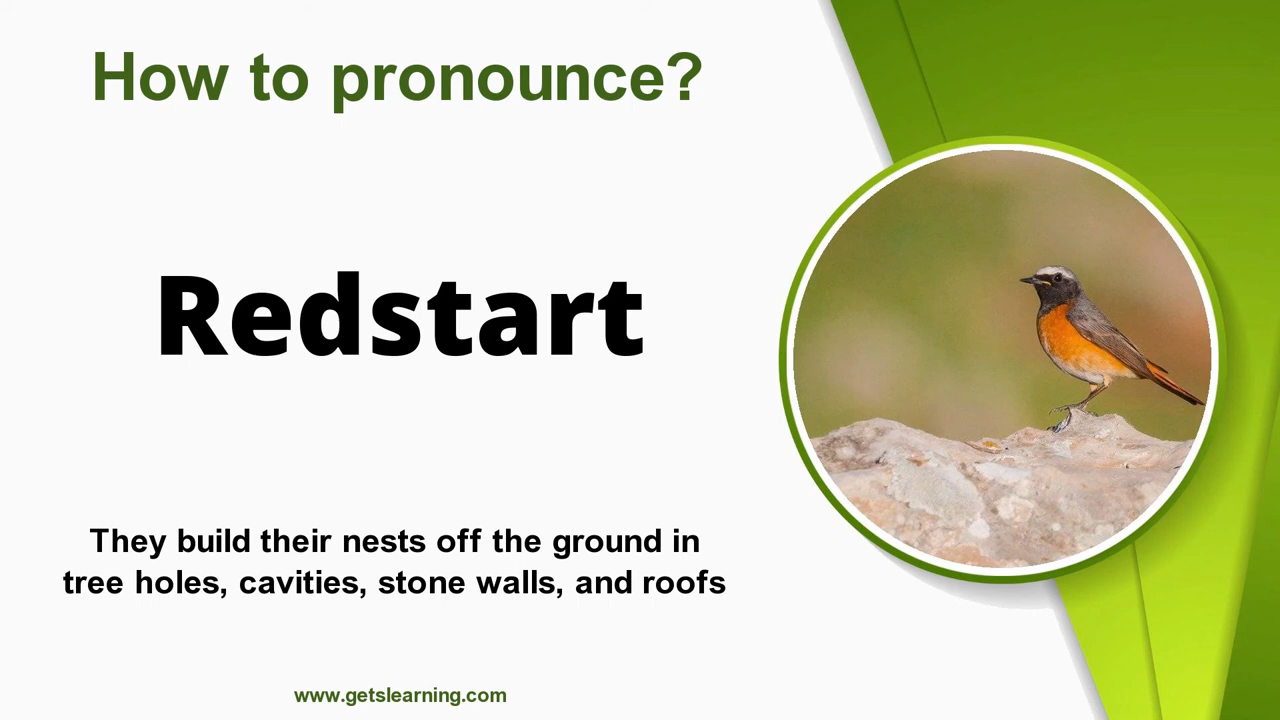 How to pronounce?
Redstart
They build their nests off the ground in
tree holes, cavities, stone walls, and roofs
www.getslearning.com